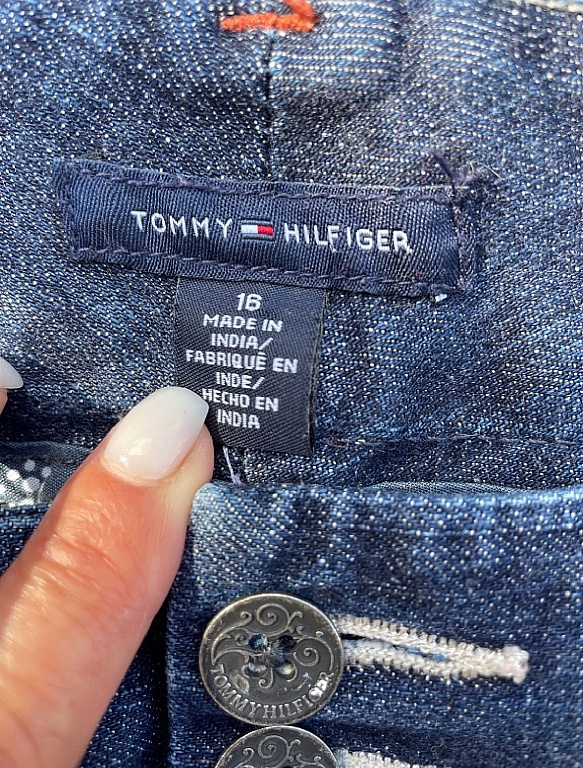 TOMMY HILFIGER
16
MADE IN
INDIA/
FABRIQUÉ EN
INDE/
HECHO EN
INDIA
TOMMY HILFIGER